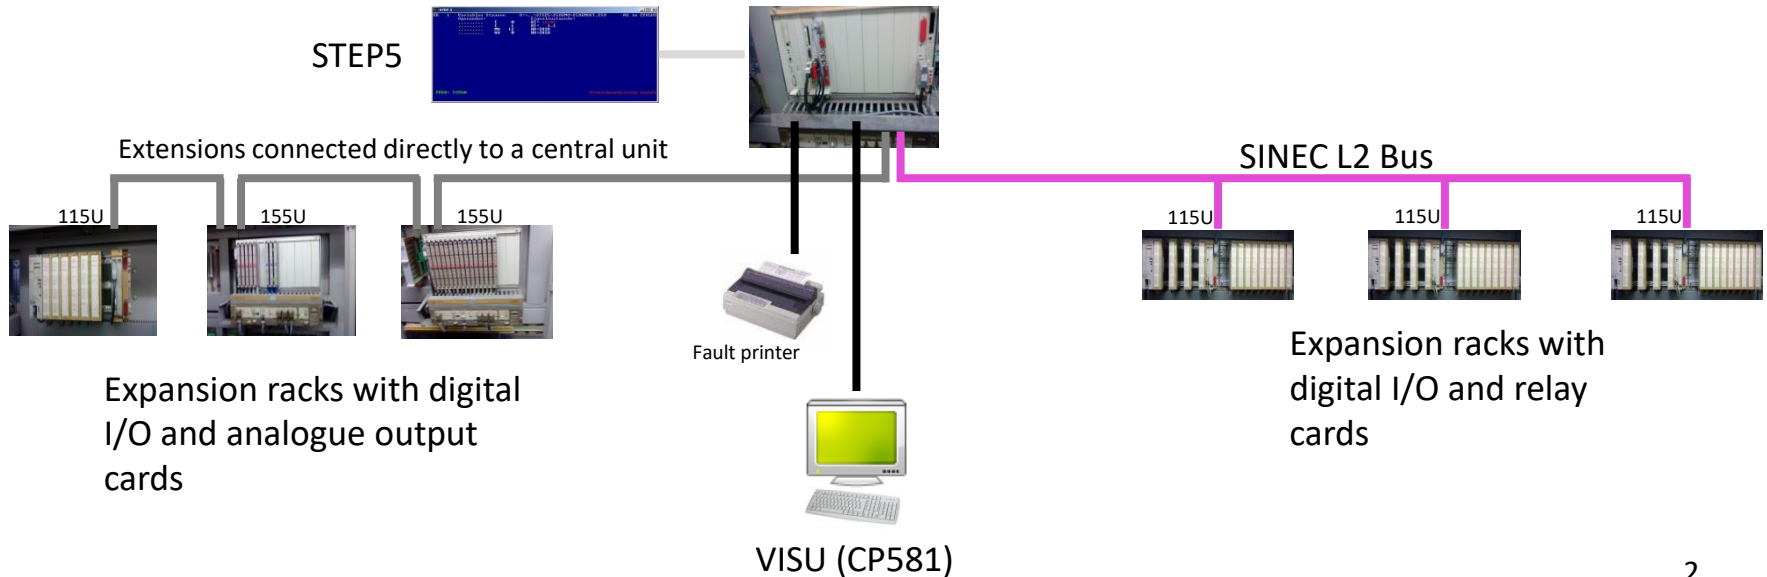 STEP5
Extensions connected directly to a central unit
SINEC L2 Bus
115U
155U
155U
115U
115U
115U
Fault printer
Expansion racks with digital
I/O and analogue output
cards
Expansion racks with
digital I/O and relay
cards
VISU (CP581)
2